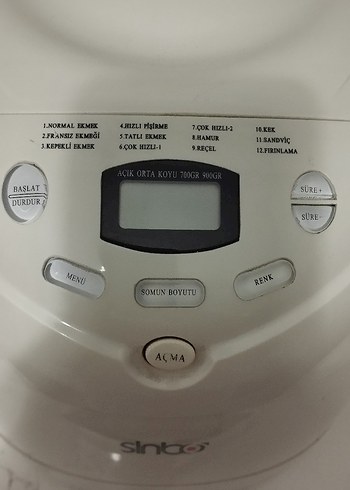 1.NORMAL EKMEK 4.HIZLI PİŞİRME 7.ÇOK HIZLI-2 10.KEK
2.FRANSIZ EKMEĞİ 5.TATLI EKMEK 8.HAMUR 11.SANDVİÇ
3.KEPEKLİ EKMEK 6.ÇOK HIZLI-1 9.REÇEL 12.FIRINLAMA
AÇIK ORTA KOYU 700GR 900GR
BAŞLAT
DURDUR
SÜRE+
SÜRE-
MENÜ
SOMUN BOYUTU
RENK
AÇMA
sinbo